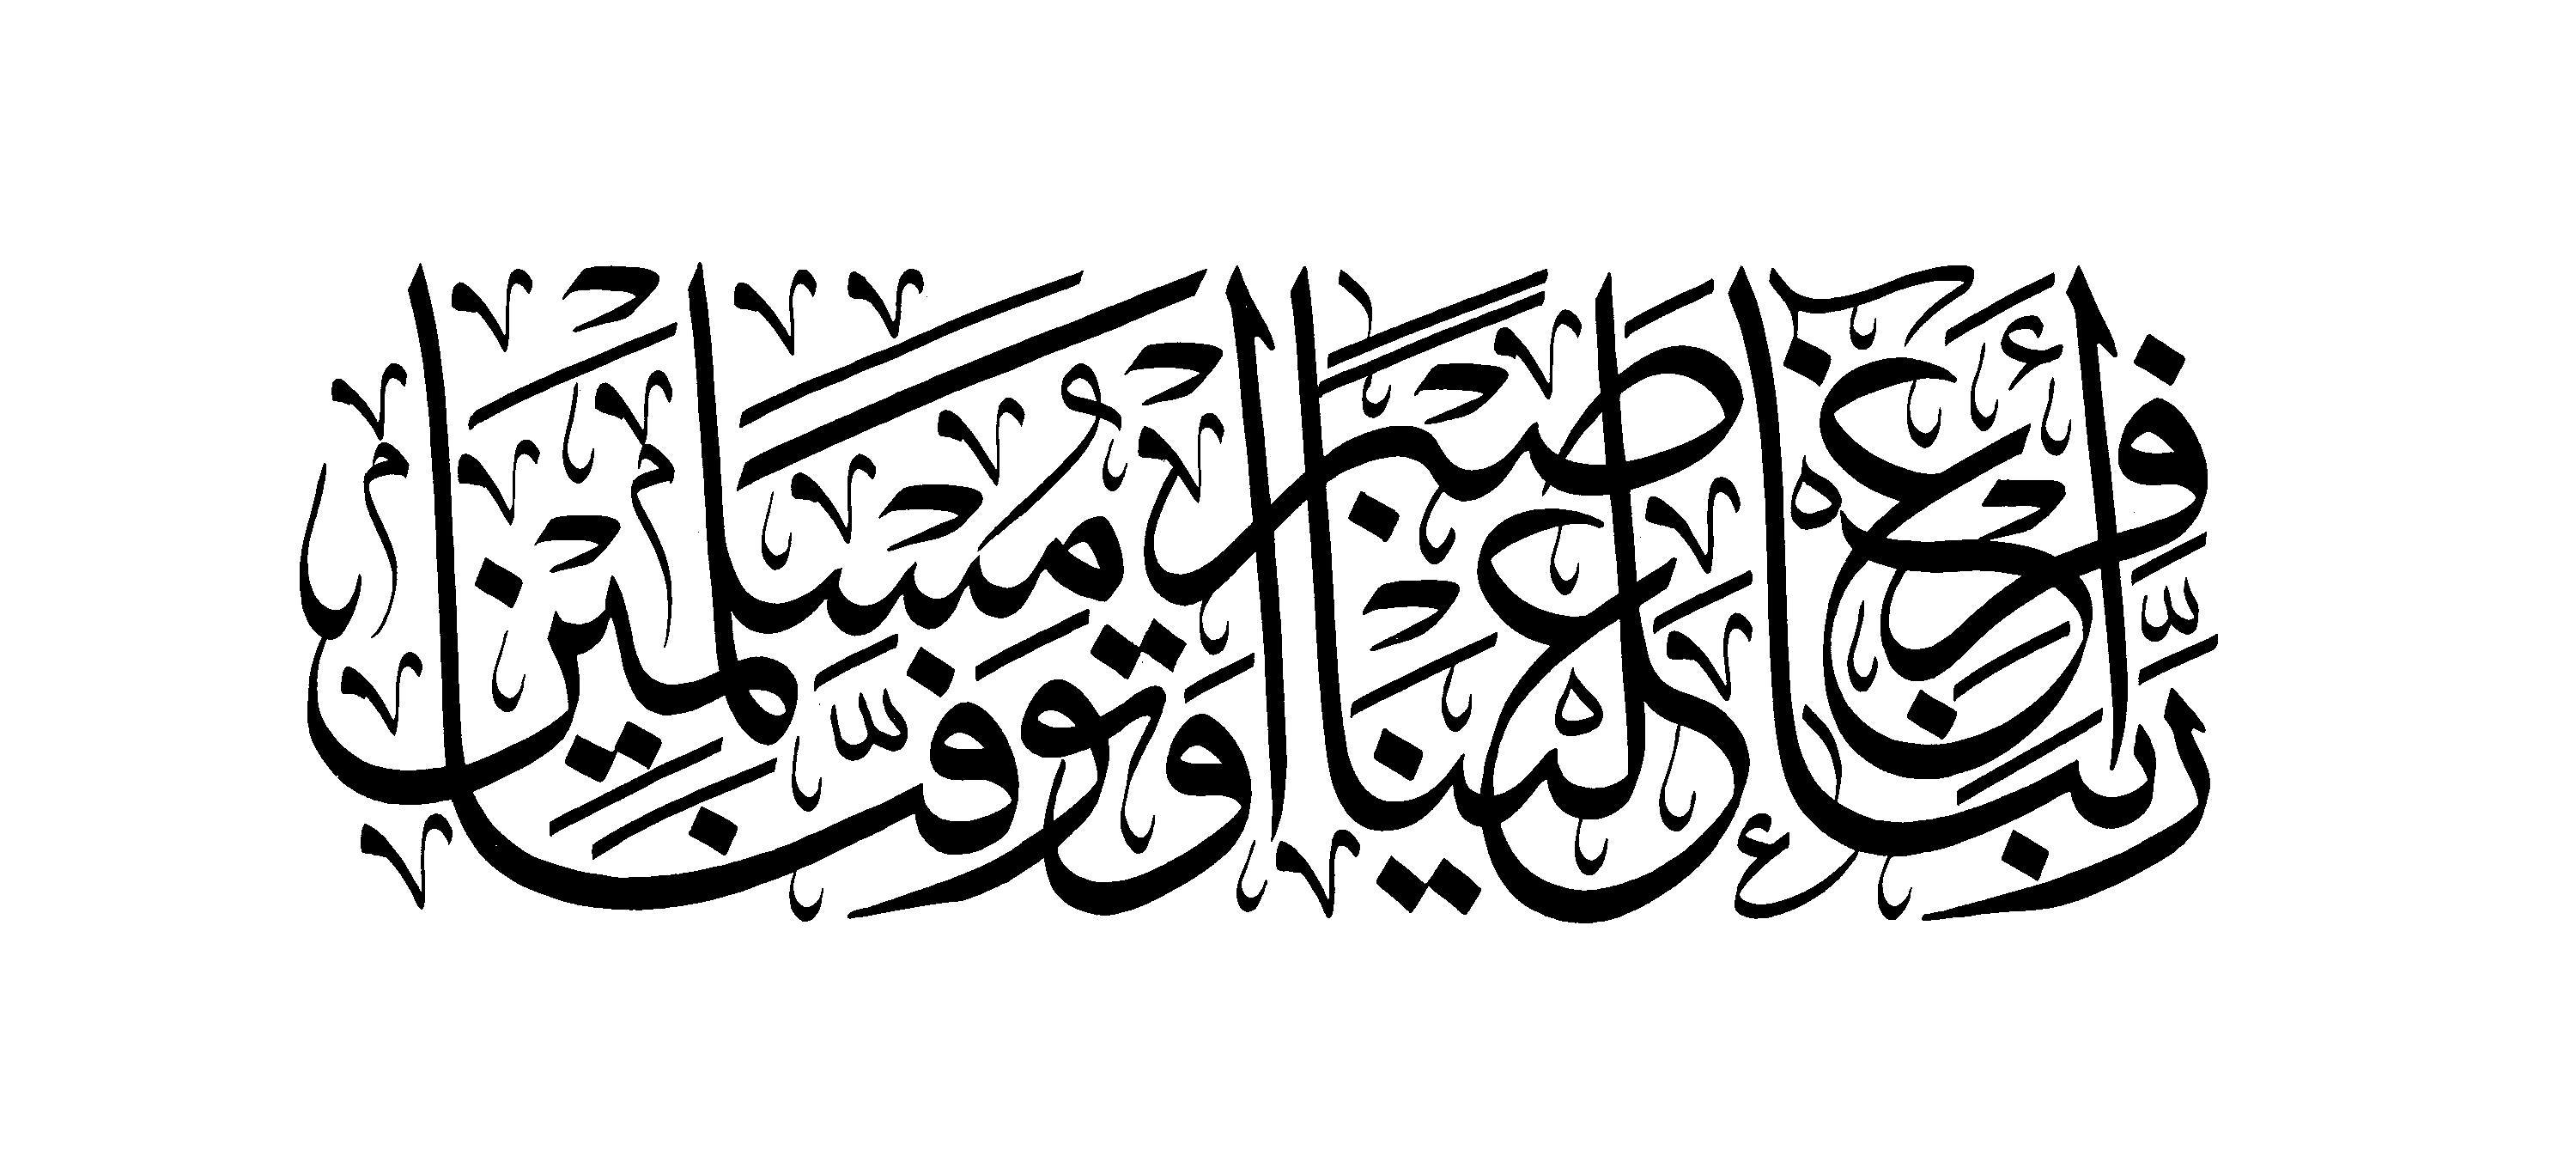 رَبَّنَا أَفْرِغْ عَلَيْنَا صَبْرًا وَتَوَفَّنَا مُسْلِمِينَ